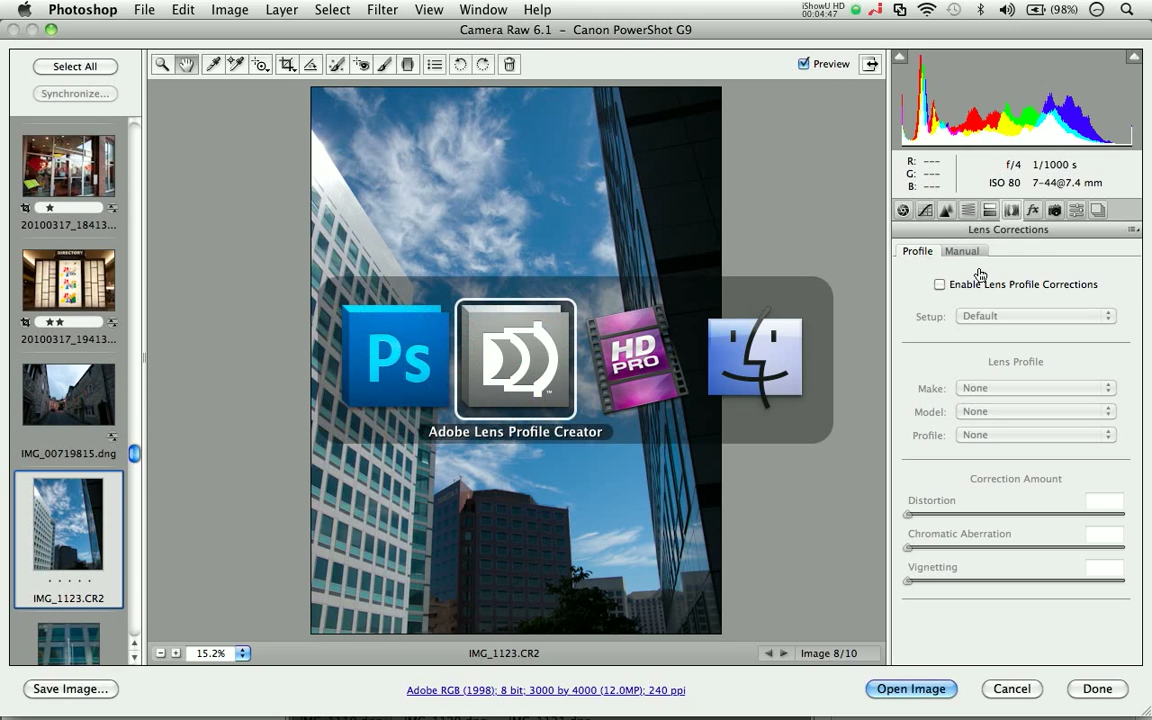 Photoshop File Edit Image Layer Select Filter View Window Help
iShowU HD
00:04:47
(98%)
Camera Raw 6.1 – Canon PowerShot G9
Select All
Synchronize...
Preview
20100317_18413...
DIRECTORY
20100317_19413...
IMG_00719815.dng
IMG_1123.CR2
Ps
HD
PRO
Adobe Lens Profile Creator
R: ---
G: ---
B: ---
f/4 1/1000 s
ISO 80 7-44@7.4 mm
fx
Lens Corrections
Profile Manual
Enable Lens Profile Corrections
Setup: Default
Lens Profile
Make: None
Model: None
Profile: None
Correction Amount
Distortion
Chromatic Aberration
Vignetting
15.2%
IMG_1123.CR2
Image 8/10
Save Image...
Adobe RGB (1998); 8 bit; 3000 by 4000 (12.0MP); 240 ppi
Open Image
Cancel
Done